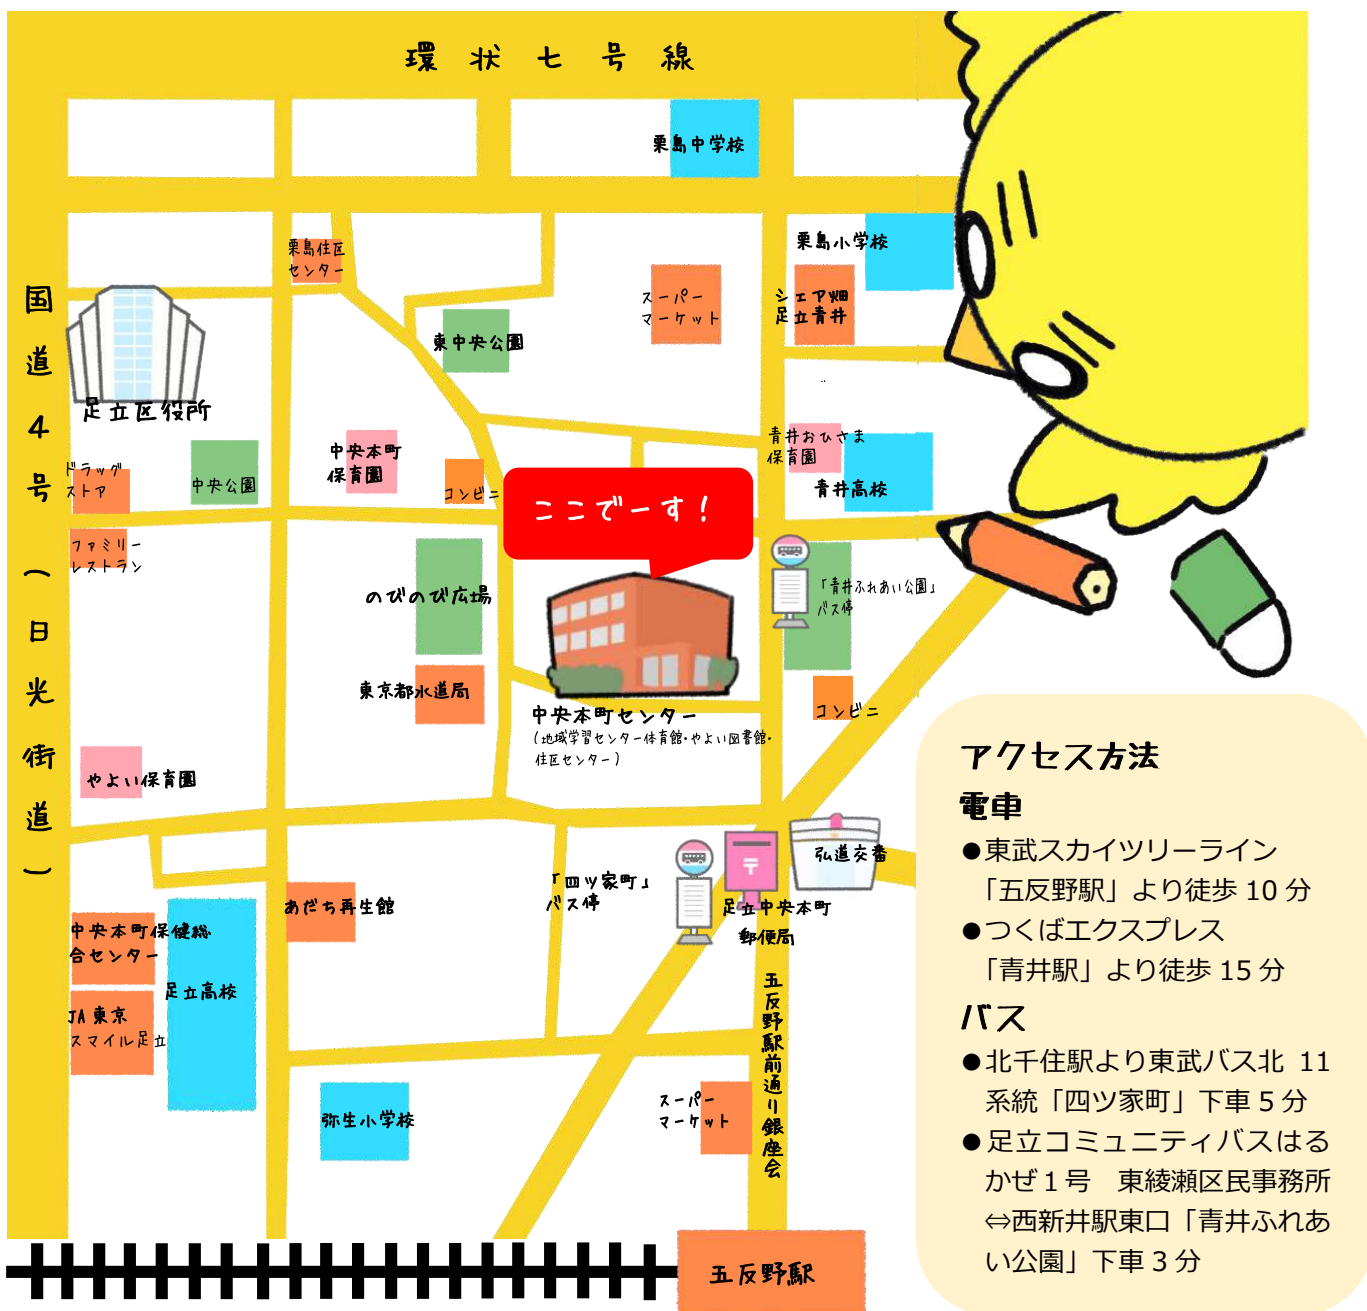 環状七号線
栗島中学校
栗島小学校
栗島住区
センター
スーパー
マーケット
シェア畑
足立青井
国道4号(日光街道)
東中央公園
足立区役所
中央本町
保育園
青井おひさま
保育園
ドラッグ
ストア
中央公園
コンビニ
青井高校
ここでーす!
ファミリー
レストラン
のびのび広場
「青井ふれあい公園」
バス停
東京都水道局
中央本町センター
(地域学習センター体育館・やよい図書館・
住区センター)
コンビニ
やよい保育園
弘道交番
「四ッ家町」
バス停
あだち再生館
足立中央本町
郵便局
中央本町保健総
合センター
足立高校
JA東京
スマイル足立
五反野駅前通り銀座会
弥生小学校
スーパー
マーケット
五反野駅
アクセス方法
電車
●東武スカイツリーライン
「五反野駅」より徒歩 10 分
●つくばエクスプレス
「青井駅」より徒歩 15 分
バス
●北千住駅より東武バス北 11
系統「四ツ家町」下車 5 分
●足立コミュニティバスはる
かぜ 1 号　東綾瀬区民事務所
⇔西新井駅東口「青井ふれあ
い公園」下車 3 分